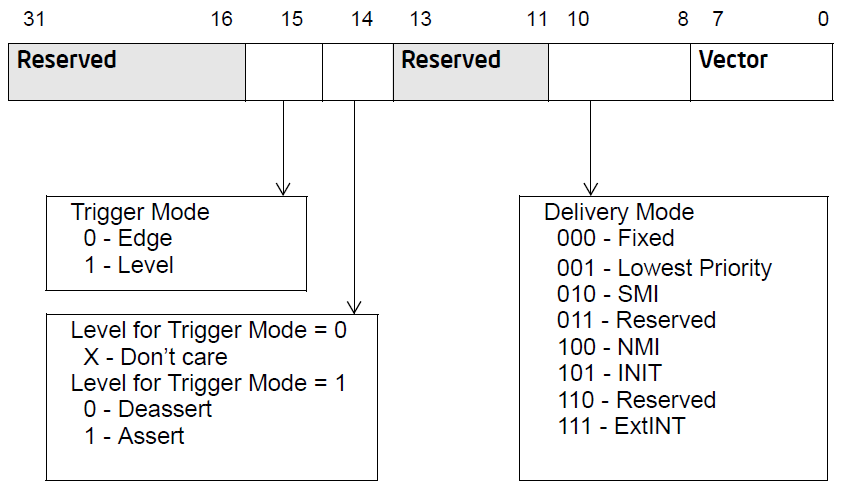 31 16 15 14 13 11 10 8 7 0
Reserved Reserved Vector
Trigger Mode
0 - Edge
1 - Level
Level for Trigger Mode = 0
X - Don't care
Level for Trigger Mode = 1
0 - Deassert
1 - Assert
Delivery Mode
000 - Fixed
001 - Lowest Priority
010 - SMI
011 - Reserved
100 - NMI
101 - INIT
110 - Reserved
111 - ExtINT